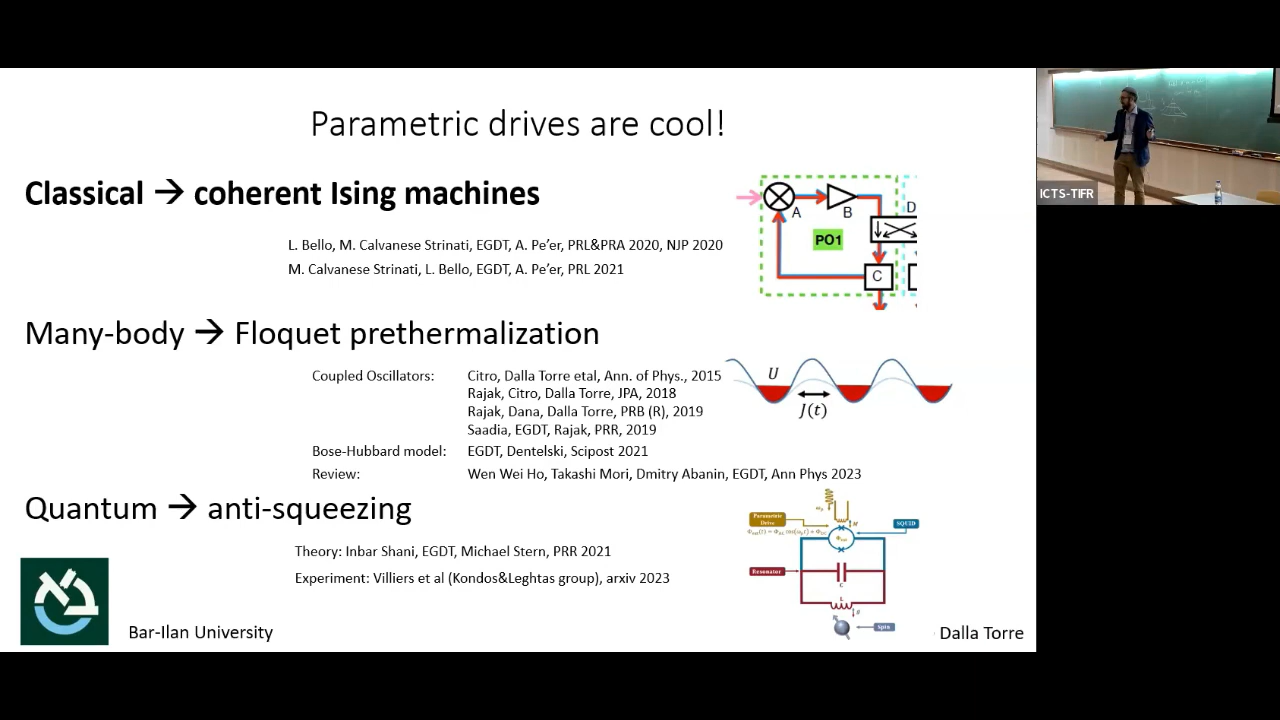 Parametric drives are cool!
Classical → coherent Ising machines
L. Bello, M. Calvanese Strinati, EGDT, A. Pe'er, PRL&PRA 2020, NJP 2020
M. Calvanese Strinati, L. Bello, EGDT, A. Pe'er, PRL 2021
A
B
D
PO1
C
ICTS-TIFR
Many-body → Floquet prethermalization
Coupled Oscillators: Citro, Dalla Torre etal, Ann. of Phys., 2015
Rajak, Citro, Dalla Torre, JPA, 2018
Rajak, Dana, Dalla Torre, PRB (R), 2019
Saadia, EGDT, Rajak, PRR, 2019
Bose-Hubbard model: EGDT, Dentelski, Scipost 2021
Review: Wen Wei Ho, Takashi Mori, Dmitry Abanin, EGDT, Ann Phys 2023
U
J(t)
Quantum → anti-squeezing
Theory: Inbar Shani, EGDT, Michael Stern, PRR 2021
Experiment: Villiers et al (Kondos&Leghtas group), arxiv 2023
Parametric
Drive
SQUID
M
Resonator
C
L
Spin
Bar-Ilan University
Dalla Torre